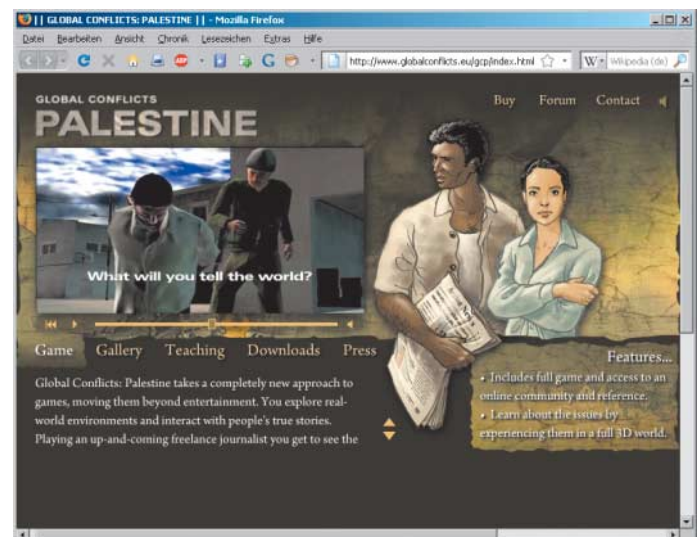 || GLOBAL CONFLICTS: PALESTINE || - Mozilla Firefox
Datei Bearbeiten Ansicht Chronik Lesezeichen Extras Hilfe
http://www.globalconflicts.eu/gcp/index.html
W Wikipedia (de)
GLOBAL CONFLICTS
PALESTINE
Buy Forum Contact
What will you tell the world?
Game Gallery Teaching Downloads Press
Global Conflicts: Palestine takes a completely new approach to
games, moving them beyond entertainment. You explore real-
world environments and interact with people's true stories.
Playing an up-and-coming freelance journalist you get to see the
Features...
• Includes full game and access to an
online community and reference.
• Learn about the issues by
experiencing them in a full 3D world.